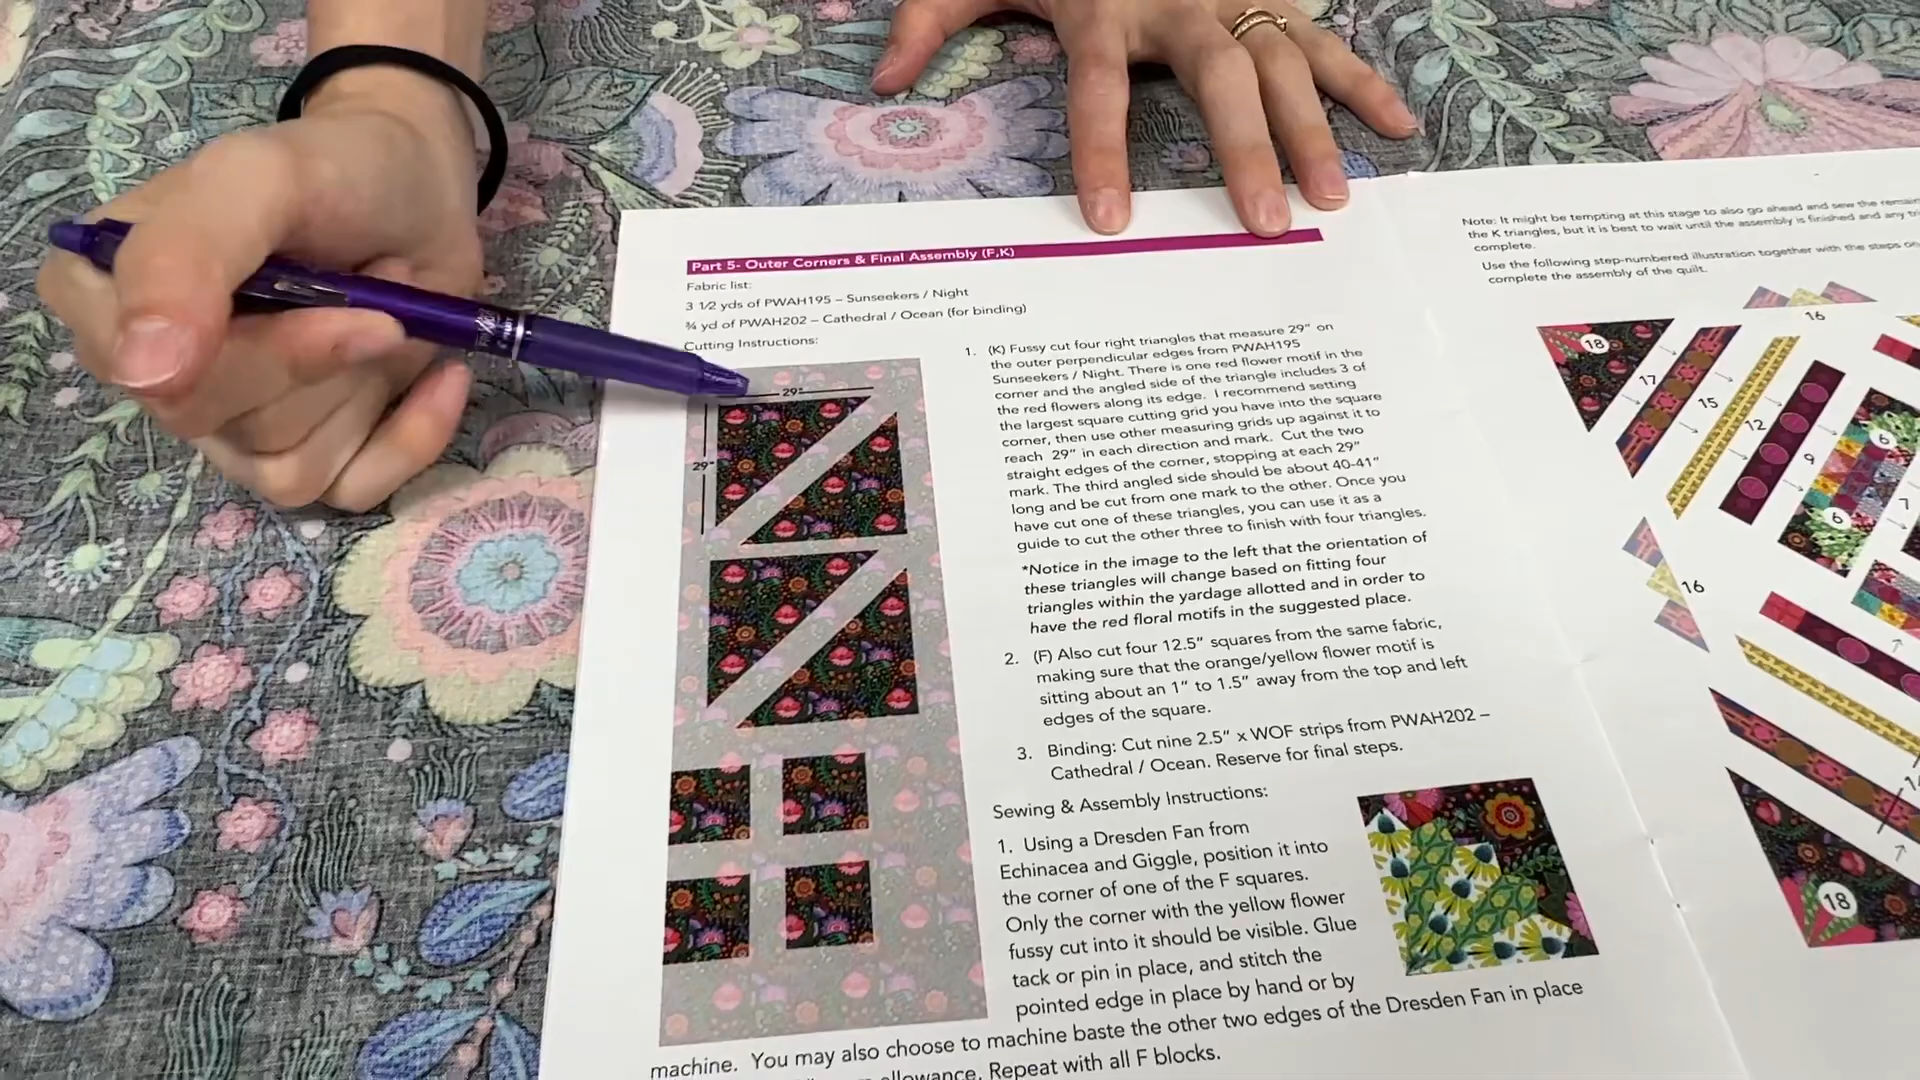 Part 5- Outer Corners & Final Assembly (F,K)
Fabric list:
3 1/2 yds of PWAH195 – Sunseekers / Night
¾ yd of PWAH202 – Cathedral / Ocean (for binding)
Cutting Instructions:
29"
29"
1. (K) Fussy cut four right triangles that measure 29" on
the outer perpendicular edges from PWAH195
Sunseekers / Night. There is one red flower motif in the
corner and the angled side of the triangle includes 3 of
the red flowers along its edge. I recommend setting
the largest square cutting grid you have into the square
corner, then use other measuring grids up against it to
reach 29" in each direction and mark. Cut the two
straight edges of the corner, stopping at each 29"
mark. The third angled side should be about 40-41"
long and be cut from one mark to the other. Once you
have cut one of these triangles, you can use it as a
guide to cut the other three to finish with four triangles.
*Notice in the image to the left that the orientation of
these triangles will change based on fitting four
triangles within the yardage allotted and in order to
have the red floral motifs in the suggested place.
2. (F) Also cut four 12.5" squares from the same fabric,
making sure that the orange/yellow flower motif is
sitting about an 1" to 1.5" away from the top and left
edges of the square.
3. Binding: Cut nine 2.5" x WOF strips from PWAH202 –
Cathedral / Ocean. Reserve for final steps.
Sewing & Assembly Instructions:
1. Using a Dresden Fan from
Echinacea and Giggle, position it into
the corner of one of the F squares.
Only the corner with the yellow flower
fussy cut into it should be visible. Glue
tack or pin in place, and stitch the
pointed edge in place by hand or by
machine. You may also choose to machine baste the other two edges of the Dresden Fan in place
allowance. Repeat with all F blocks.
Note: It might be tempting at this stage to also go ahead and sew the
the K triangles, but it is best to wait until the assembly is finished and any
complete.
Use the following step-numbered illustration together with the steps
complete the assembly of the quilt.
16
18
17
15
12
9
6
7
6
16
18